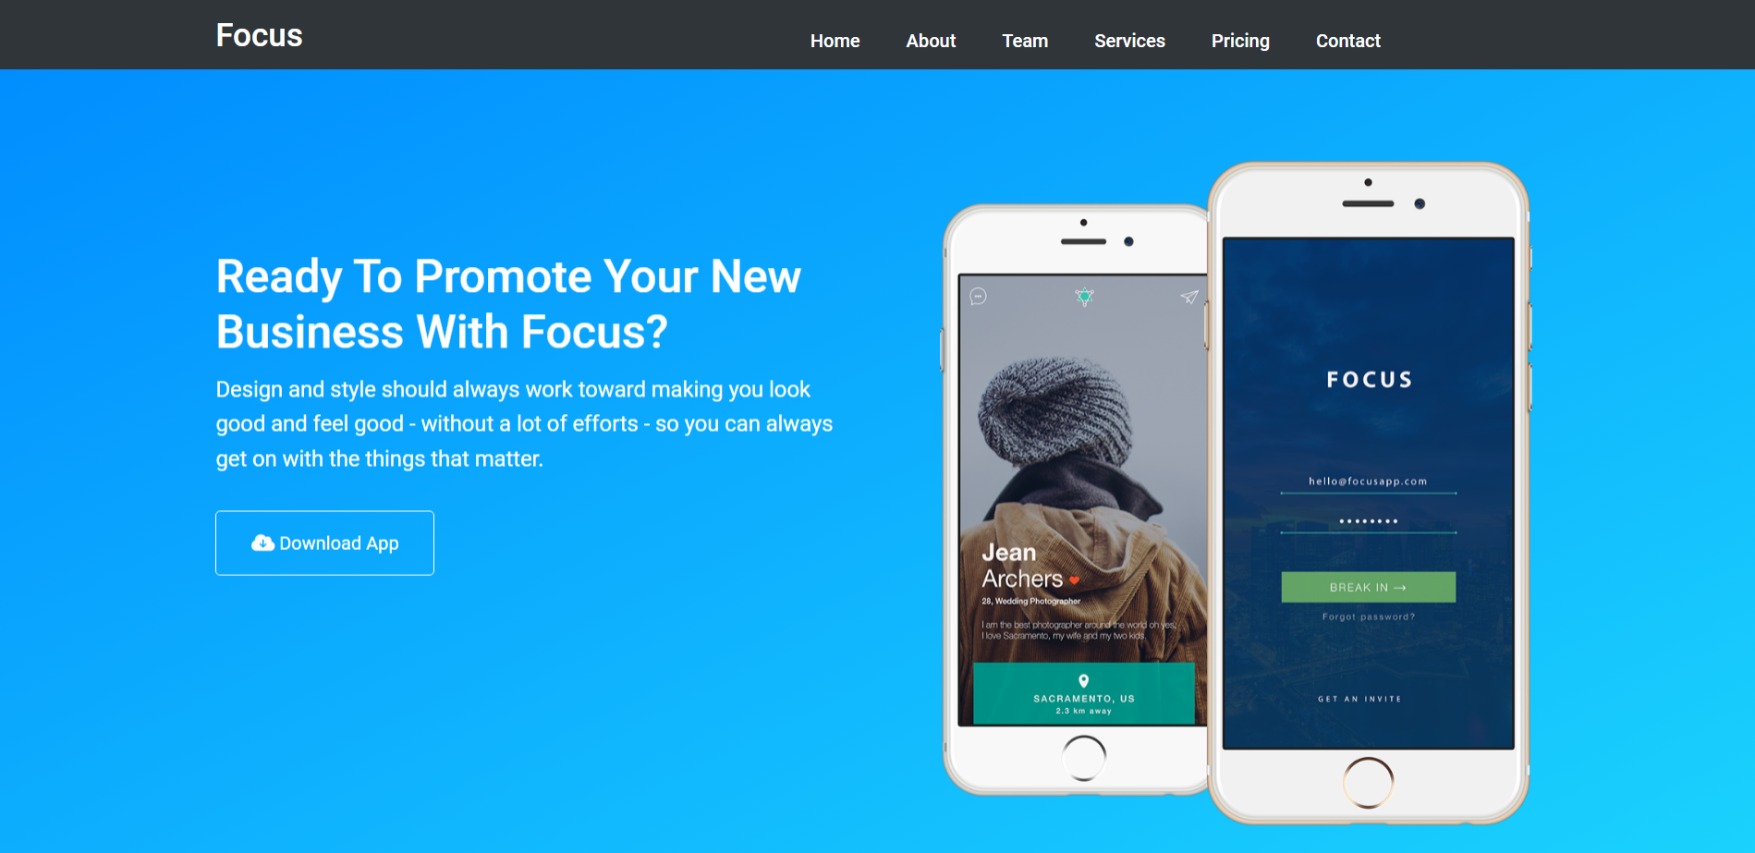 Focus
Home About Team Services Pricing Contact
Ready To Promote Your New
Business With Focus?
Design and style should always work toward making you look
good and feel good - without a lot of efforts - so you can always
get on with the things that matter.
Download App
Jean
Archers
28, Wedding Photographer
I am the best photographer around the world oh yes,
I love Sacramento, my wife and my two kids.
SACRAMENTO, US
2.3 km away
FOCUS
hello@focusapp.com
BREAK IN →
Forgot password?
GET AN INVITE